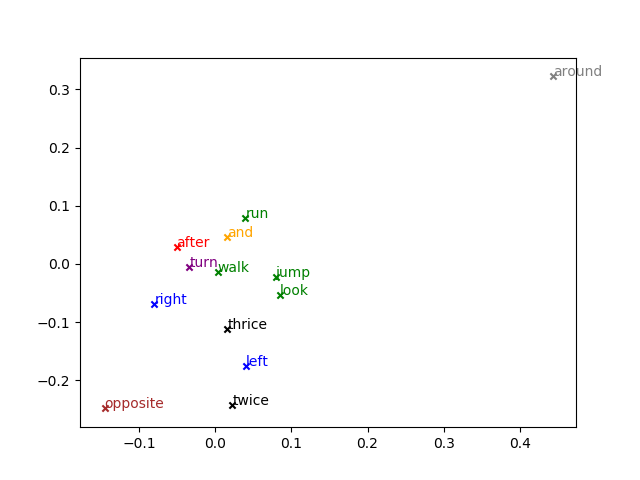 around
0.3
0.2
0.1
run
and
after
turn
walk
0.0
jump
look
right
−0.1
thrice
left
−0.2
opposite
twice
−0.1
0.0
0.1
0.2
0.3
0.4